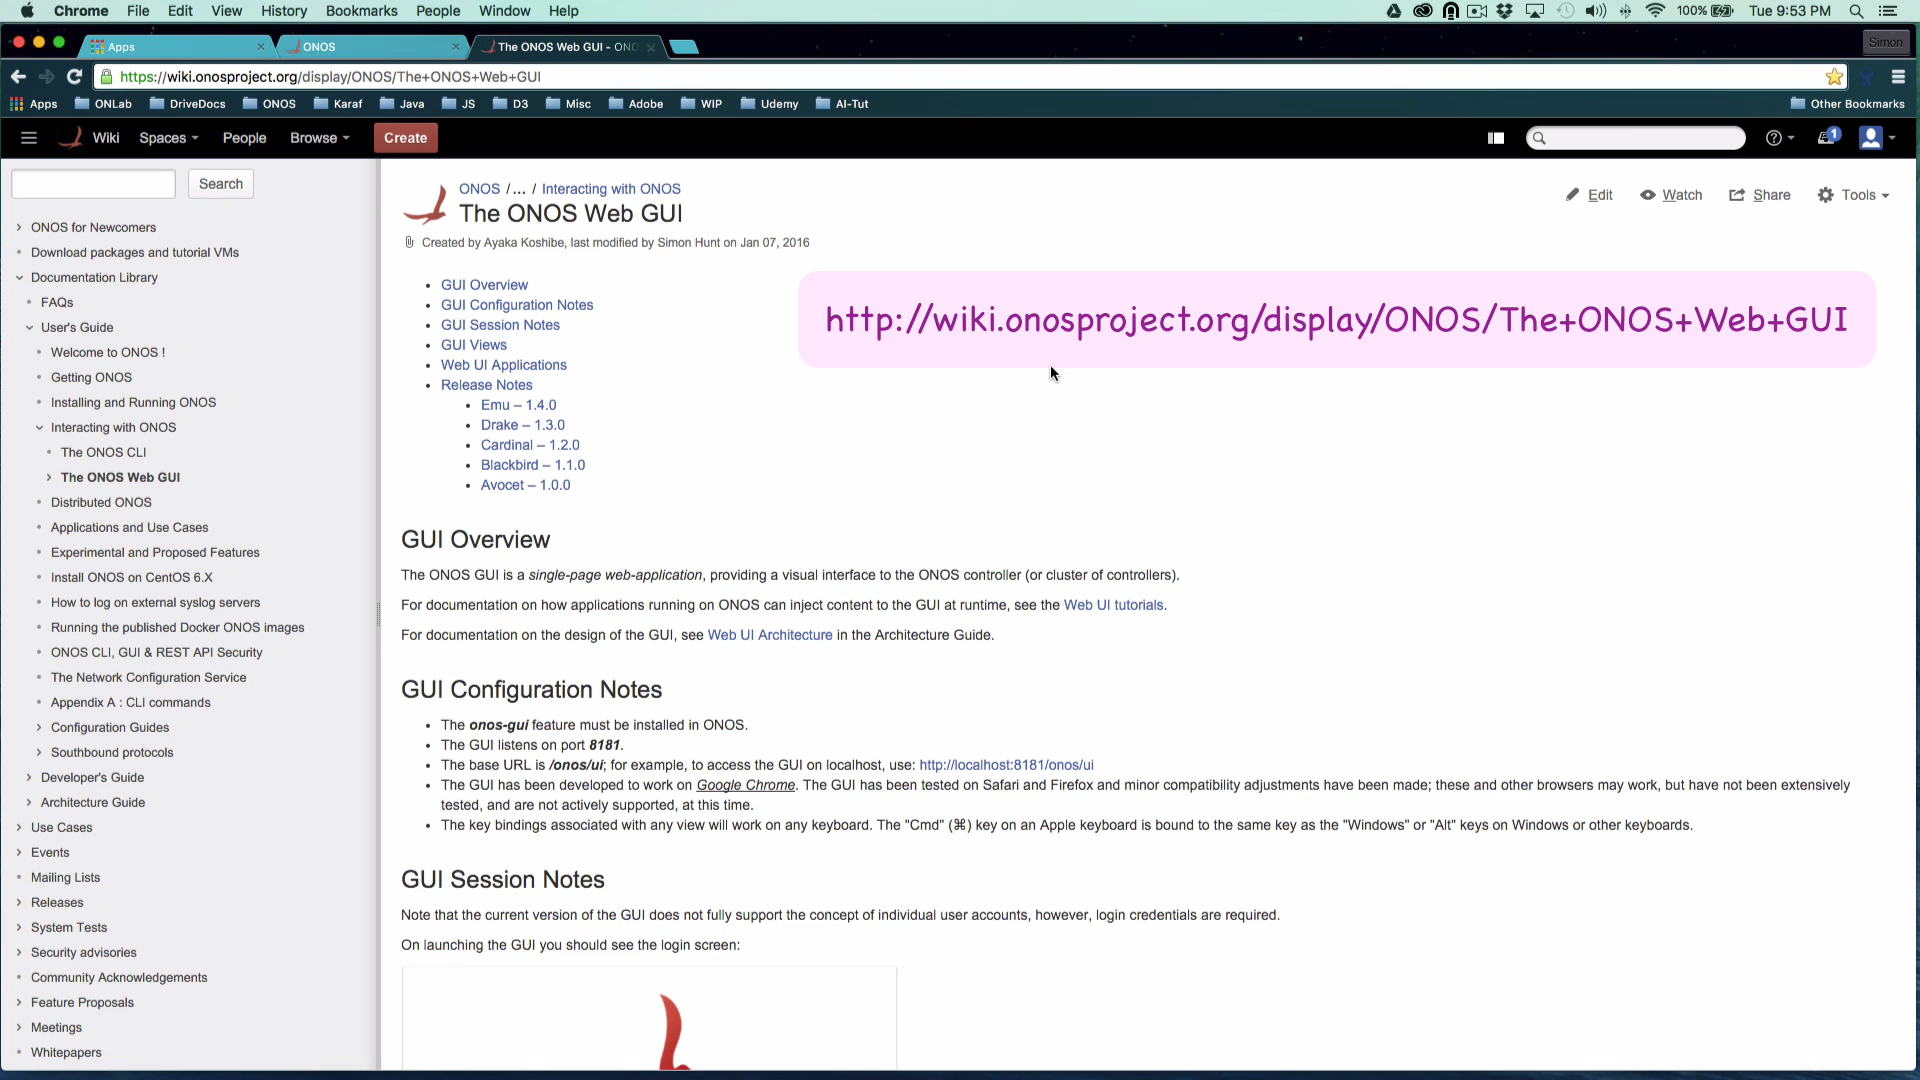 Chrome File Edit View History Bookmarks People Window Help 100% Tue 9:53 PM
Apps ONOS The ONOS Web GUI - ONO Simon
https://wiki.onosproject.org/display/ONOS/The+ONOS+Web+GUI
Apps ONLab DriveDocs ONOS Karaf Java JS D3 Misc Adobe WIP Udemy AI-Tut Other Bookmarks
Wiki Spaces People Browse Create 1
Search
ONOS for Newcomers
Download packages and tutorial VMs
Documentation Library
FAQs
User's Guide
Welcome to ONOS !
Getting ONOS
Installing and Running ONOS
Interacting with ONOS
The ONOS CLI
The ONOS Web GUI
Distributed ONOS
Applications and Use Cases
Experimental and Proposed Features
Install ONOS on CentOS 6.X
How to log on external syslog servers
Running the published Docker ONOS images
ONOS CLI, GUI & REST API Security
The Network Configuration Service
Appendix A : CLI commands
Configuration Guides
Southbound protocols
Developer's Guide
Architecture Guide
Use Cases
Events
Mailing Lists
Releases
System Tests
Security advisories
Community Acknowledgements
Feature Proposals
Meetings
Whitepapers
ONOS /... / Interacting with ONOS
The ONOS Web GUI
Edit Watch Share Tools
Created by Ayaka Koshibe, last modified by Simon Hunt on Jan 07, 2016
GUI Overview
GUI Configuration Notes
GUI Session Notes
GUI Views
Web UI Applications
Release Notes
Emu – 1.4.0
Drake – 1.3.0
Cardinal – 1.2.0
Blackbird – 1.1.0
Avocet – 1.0.0
http://wiki.onosproject.org/display/ONOS/The+ONOS+Web+GUI
GUI Overview
The ONOS GUI is a single-page web-application, providing a visual interface to the ONOS controller (or cluster of controllers).
For documentation on how applications running on ONOS can inject content to the GUI at runtime, see the Web UI tutorials.
For documentation on the design of the GUI, see Web UI Architecture in the Architecture Guide.
GUI Configuration Notes
The onos-gui feature must be installed in ONOS.
The GUI listens on port 8181.
The base URL is /onos/ui; for example, to access the GUI on localhost, use: http://localhost:8181/onos/ui
The GUI has been developed to work on Google Chrome. The GUI has been tested on Safari and Firefox and minor compatibility adjustments have been made; these and other browsers may work, but have not been extensively
tested, and are not actively supported, at this time.
The key bindings associated with any view will work on any keyboard. The "Cmd" (⌘) key on an Apple keyboard is bound to the same key as the "Windows" or "Alt" keys on Windows or other keyboards.
GUI Session Notes
Note that the current version of the GUI does not fully support the concept of individual user accounts, however, login credentials are required.
On launching the GUI you should see the login screen: